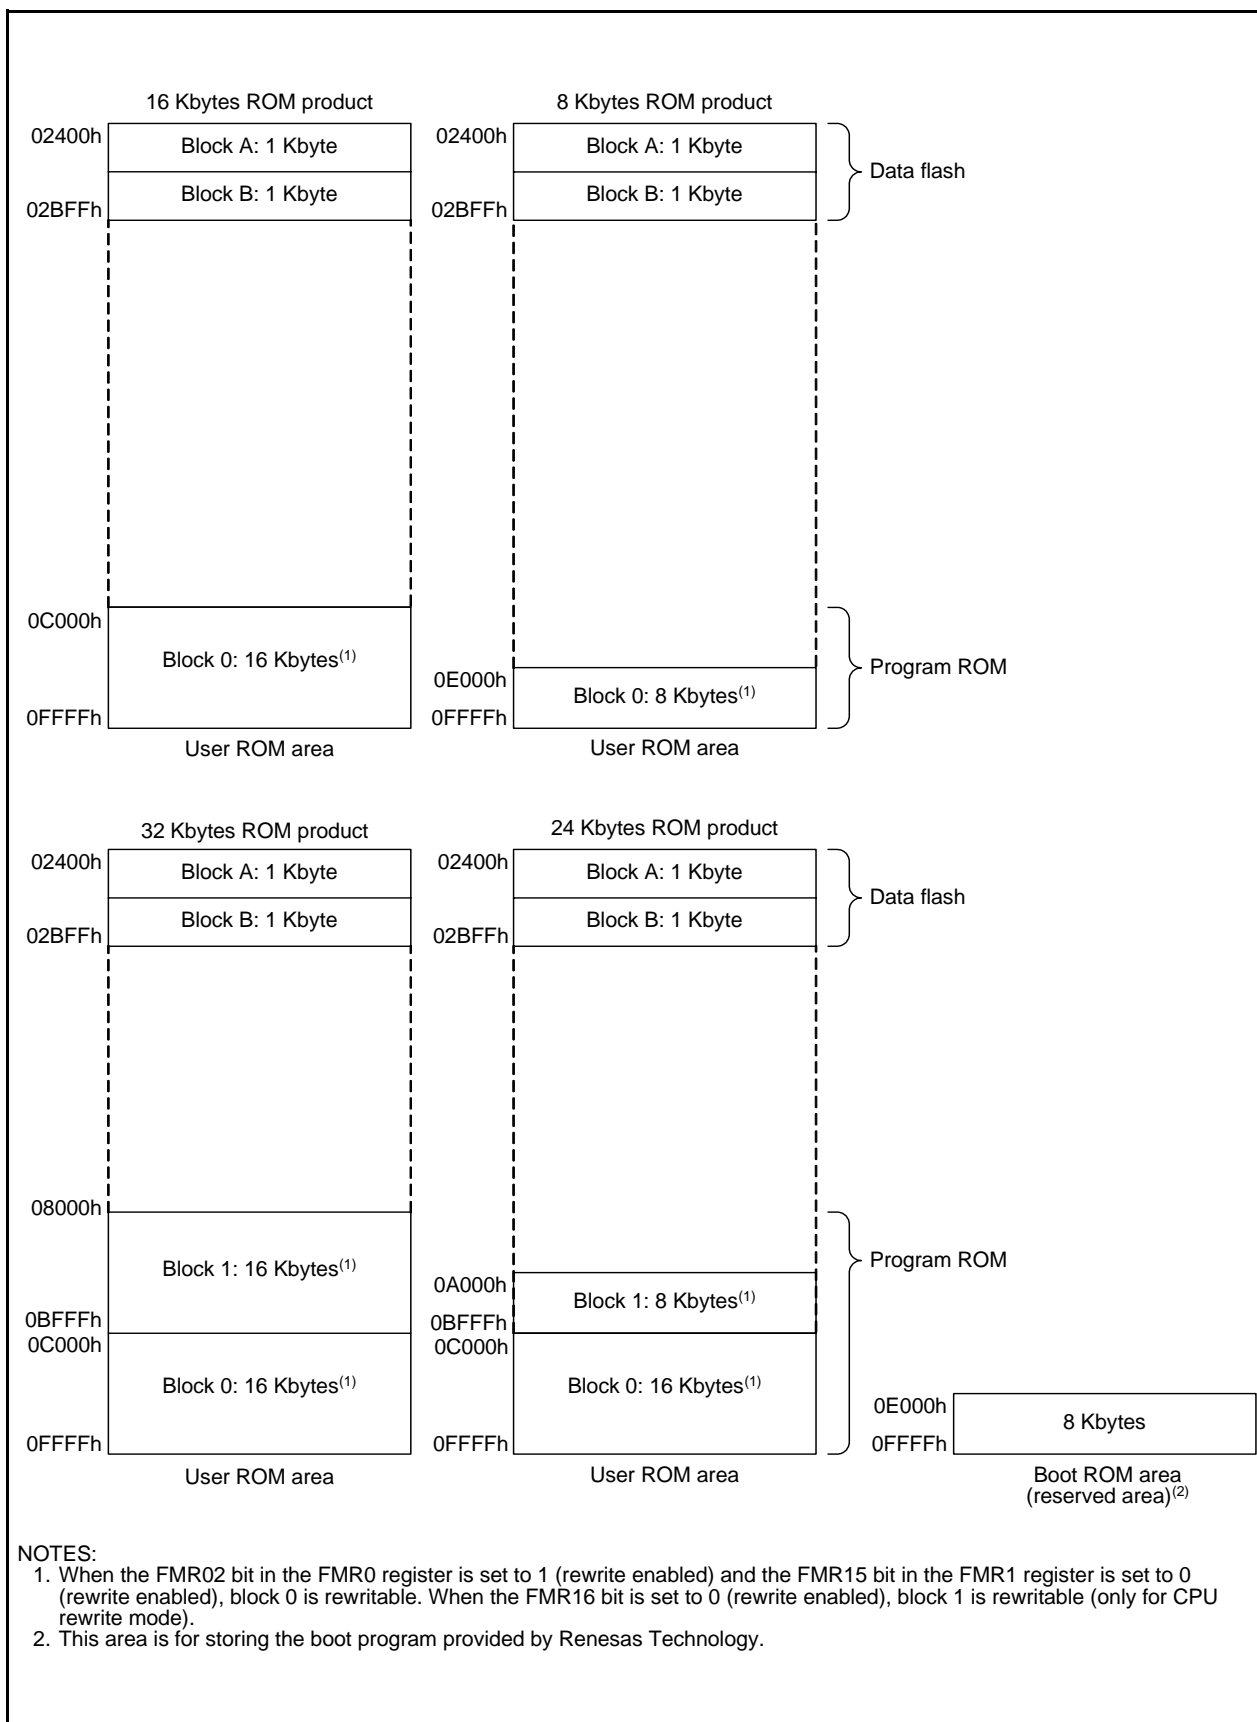 16 Kbytes ROM product
02400h
Block A: 1 Kbyte
Block B: 1 Kbyte
02BFFh
0C000h
Block 0: 16 Kbytes(1)
0FFFFh
User ROM area
8 Kbytes ROM product
02400h
Block A: 1 Kbyte
Block B: 1 Kbyte
02BFFh
0E000h
Block 0: 8 Kbytes(1)
0FFFFh
User ROM area
Data flash
Program ROM
32 Kbytes ROM product
02400h
Block A: 1 Kbyte
Block B: 1 Kbyte
02BFFh
08000h
Block 1: 16 Kbytes(1)
0BFFFh
0C000h
Block 0: 16 Kbytes(1)
0FFFFh
User ROM area
24 Kbytes ROM product
02400h
Block A: 1 Kbyte
Block B: 1 Kbyte
02BFFh
0A000h
Block 1: 8 Kbytes(1)
0BFFFh
0C000h
Block 0: 16 Kbytes(1)
0FFFFh
User ROM area
Data flash
Program ROM
0E000h
8 Kbytes
0FFFFh
Boot ROM area
(reserved area)(2)
NOTES:
1. When the FMR02 bit in the FMR0 register is set to 1 (rewrite enabled) and the FMR15 bit in the FMR1 register is set to 0
(rewrite enabled), block 0 is rewritable. When the FMR16 bit is set to 0 (rewrite enabled), block 1 is rewritable (only for CPU
rewrite mode).
2. This area is for storing the boot program provided by Renesas Technology.